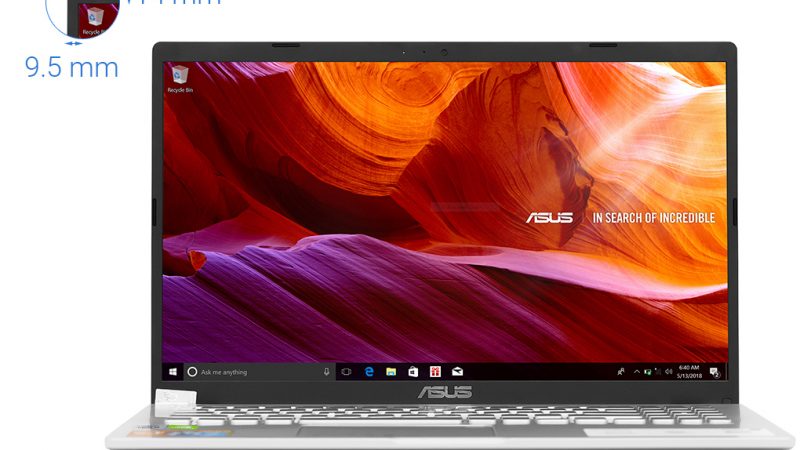 mm
Recycle Bin
9.5 mm
Recycle Bin
ASUS IN SEARCH OF INCREDIBLE
Ask me anything
6:40 AM
5/13/2018
ASUS